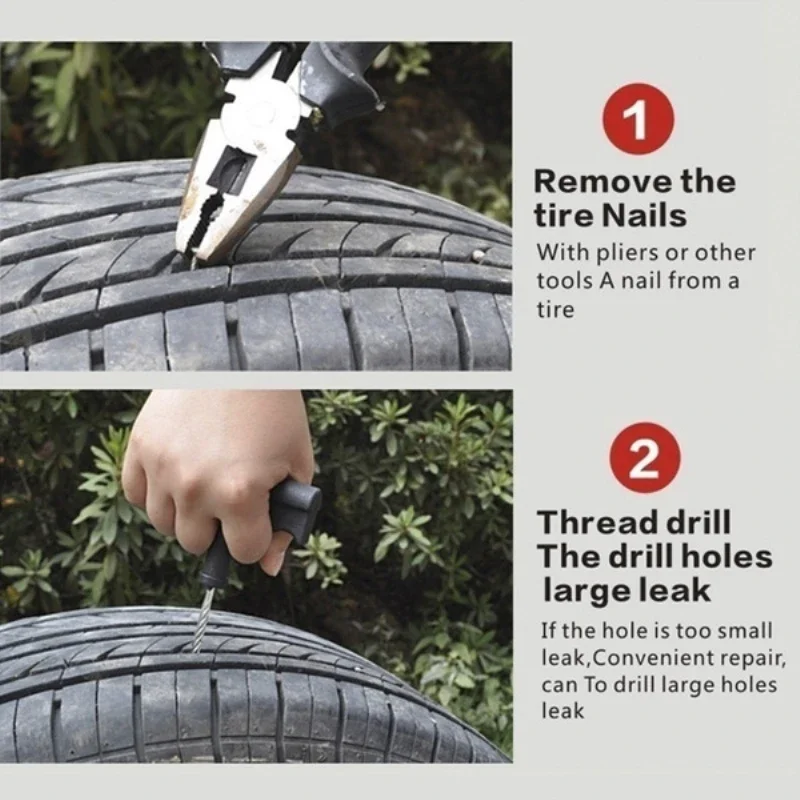 1
Remove the
tire Nails
With pliers or other
tools A nail from a
tire
2
Thread drill
The drill holes
large leak
If the hole is too small
leak,Convenient repair,
can To drill large holes
leak